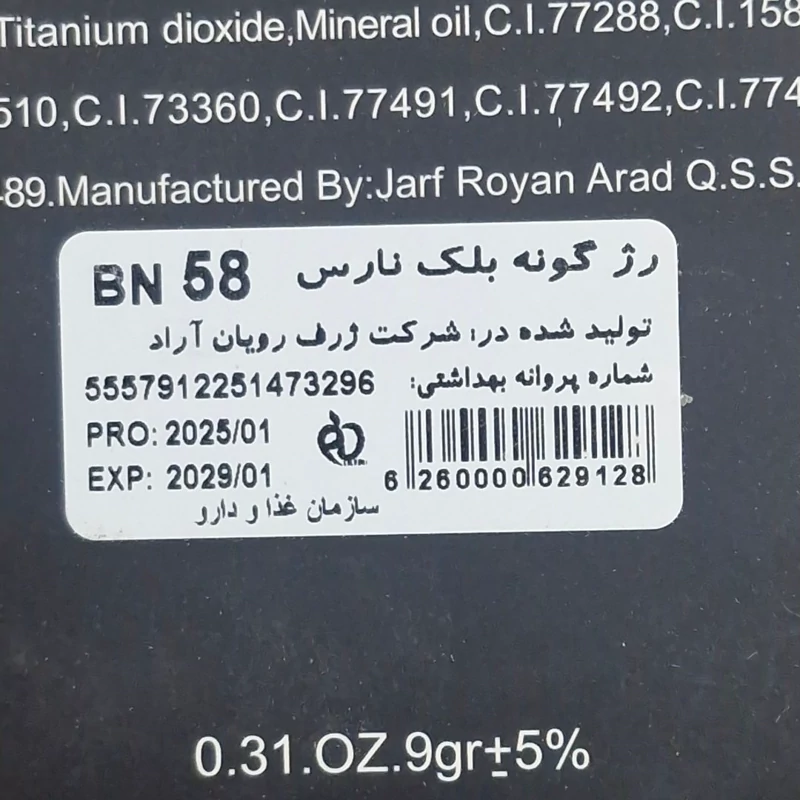 Titanium dioxide,Mineral oil,C.I.77288,C.I.158
510,C.I.73360,C.I.77491,C.I.77492,C.I.774
89.Manufactured By:Jarf Royan Arad Q.S.S.
BN 58 رژ گونه بلک نارس
تولید شده در: شرکت ژرف رویان آراد
شماره پروانه بهداشتی: 5557912251473296
PRO: 2025/01
EXP: 2029/01
6 260000 629128
سازمان غذا و دارو
0.31.OZ.9gr±5%